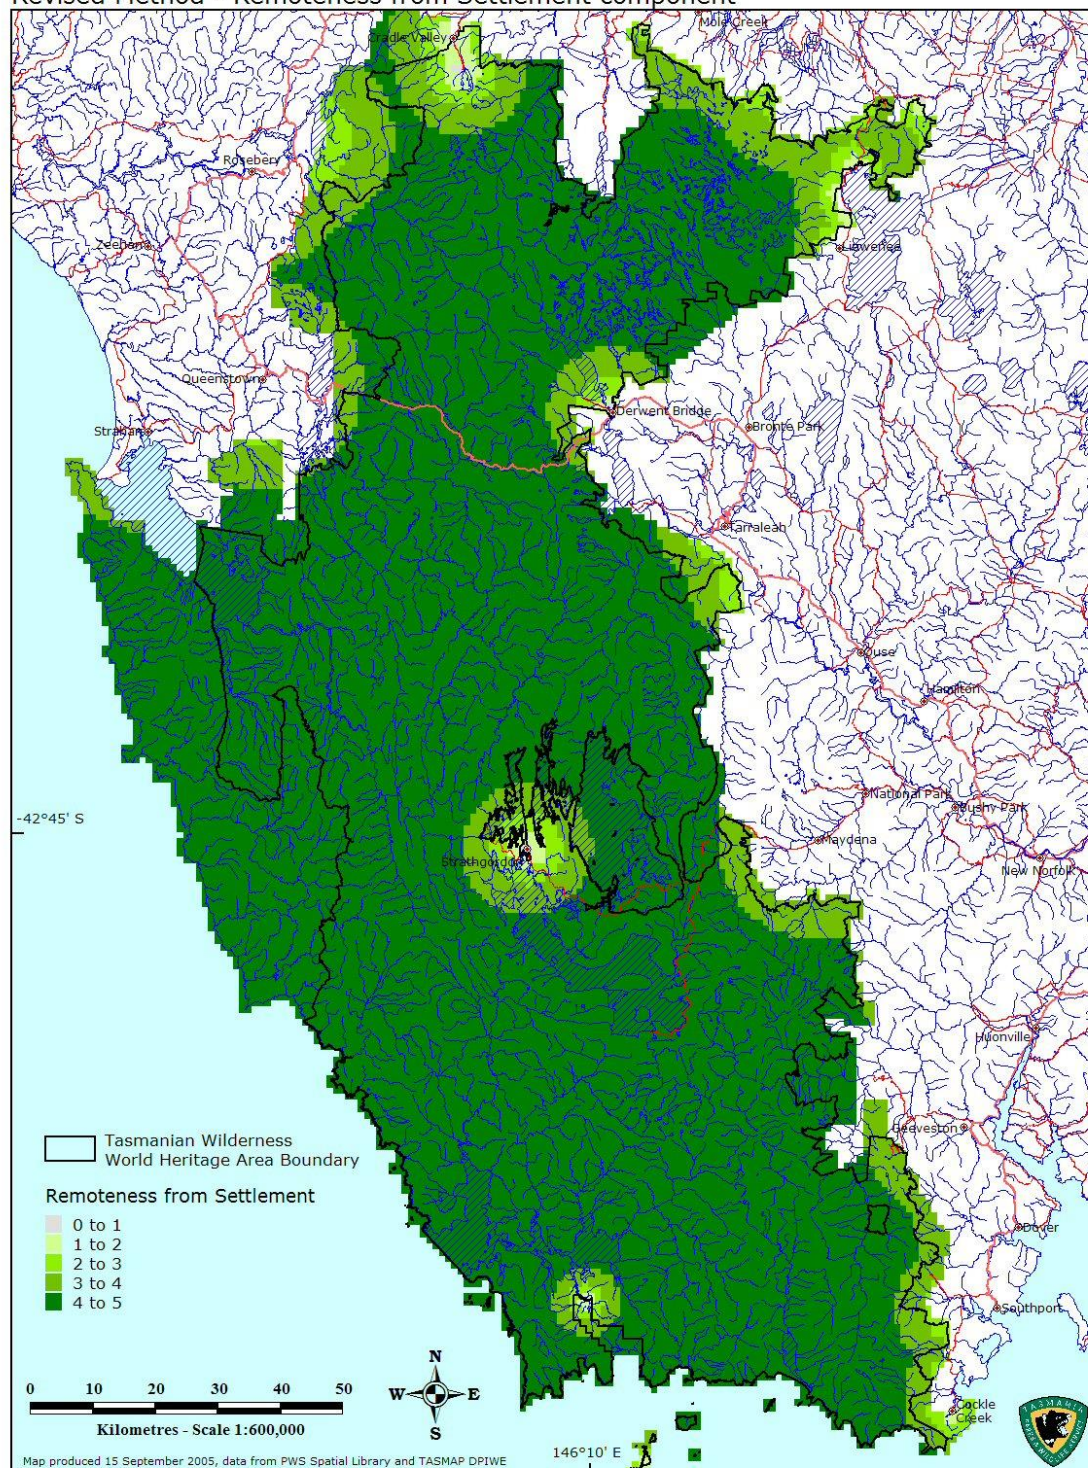 Revised Method - Remoteness from Settlement component
Mole Creek
Cradle Valley
Rosebery
Zeehan
Liawenee
Queenstown
Derwent Bridge
Bronte Park
Strahan
Tarraleah
Ouse
Hamilton
National Park
Bushy Park
-42°45' S
Maydena
Strathgordon
New Norfolk
Huonville
Geeveston
Tasmanian Wilderness
World Heritage Area Boundary
Remoteness from Settlement
0 to 1
1 to 2
2 to 3
3 to 4
4 to 5
Dover
Southport
N
W E
S
0 10 20 30 40 50
Kilometres - Scale 1:600,000
Cockle
Creek
146°10' E
TASMANIA
PARKS & WILDLIFE SERVICE
Map produced 15 September 2005, data from PWS Spatial Library and TASMAP DPIWE